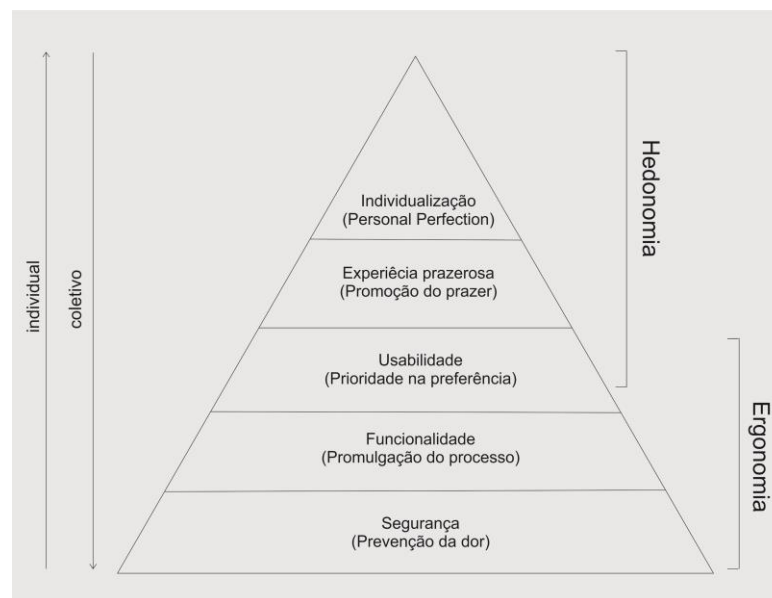 Individualização
(Personal Perfection)
Experiêcia prazerosa
(Promoção do prazer)
Usabilidade
(Prioridade na preferência)
Funcionalidade
(Promulgação do processo)
Segurança
(Prevenção da dor)
individual
coletivo
Hedonomia
Ergonomia